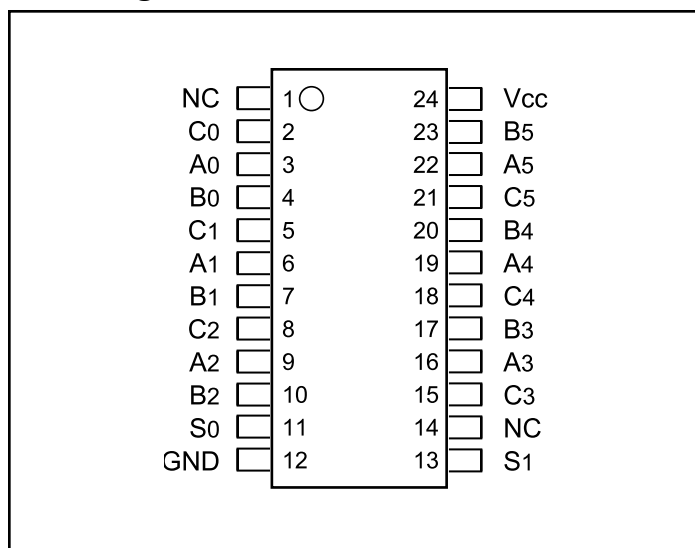 NC 1 24 Vcc
C0 2 23 B5
A0 3 22 A5
B0 4 21 C5
C1 5 20 B4
A1 6 19 A4
B1 7 18 C4
C2 8 17 B3
A2 9 16 A3
B2 10 15 C3
S0 11 14 NC
GND 12 13 S1